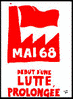 MAI 68
DEBUT D'UNE
LUTTE
PROLONGEE